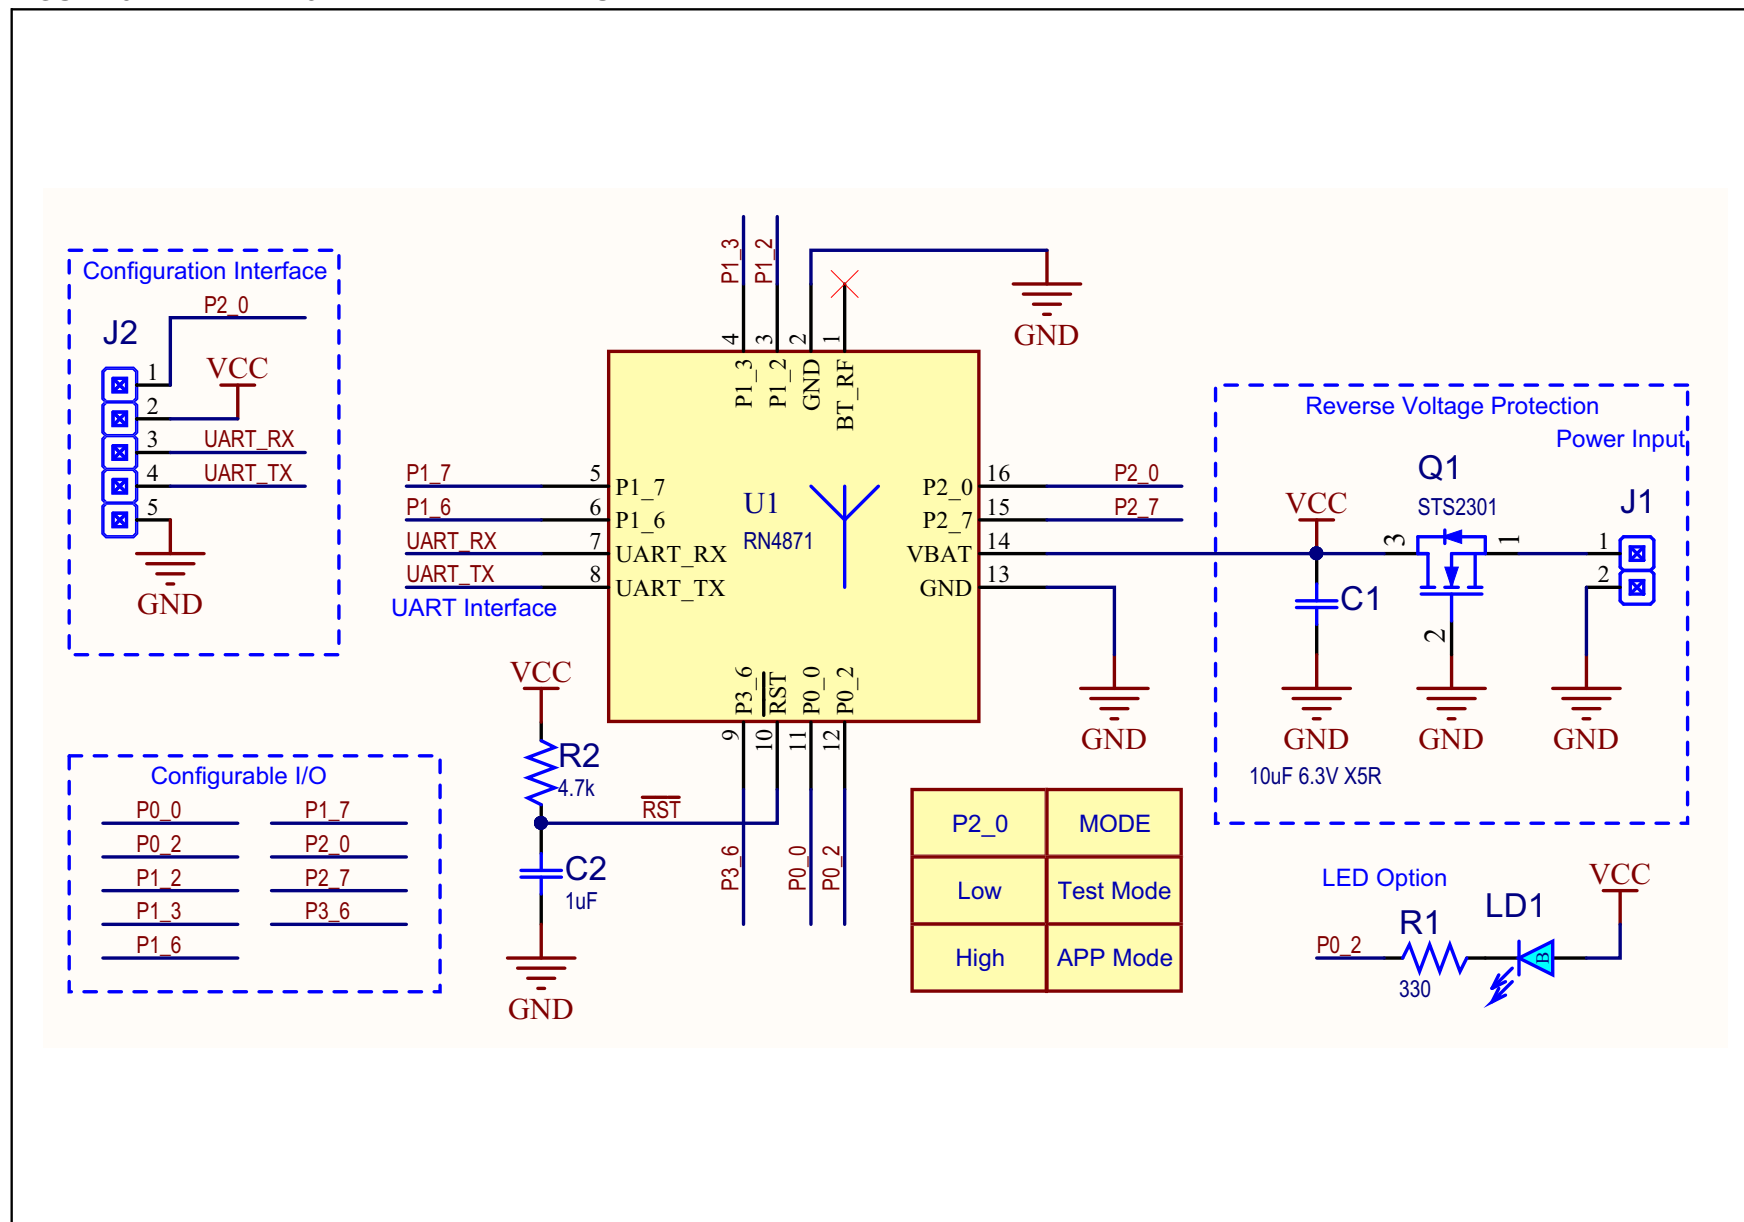 Configuration Interface
P2_0
J2
1
VCC
2
3
UART_RX
4
UART_TX
5
GND
P1_3
P1_2
GND
4
3
2
1
P1_3
P1_2
GND
BT_RF
P1_7
5
P1_7
P1_6
6
P1_6
UART_RX
7
UART_RX
UART_TX
8
UART_TX
UART Interface
U1
RN4871
P2_0
16
P2_0
P2_7
15
P2_7
VBAT
14
GND
13
GND
P3_6
RST
P0_0
P0_2
9
10
11
12
P3_6
P0_0
P0_2
VCC
R2
4.7k
RST
C2
1uF
GND
Reverse Voltage Protection
Power Input
Q1
STS2301
VCC
J1
3
1
1
2
2
C1
GND
GND
GND
10uF 6.3V X5R
Configurable I/O
P0_0
P1_7
P0_2
P2_0
P1_2
P2_7
P1_3
P3_6
P1_6
P2_0
MODE
Low
Test Mode
High
APP Mode
LED Option
VCC
LD1
R1
P0_2
B
330